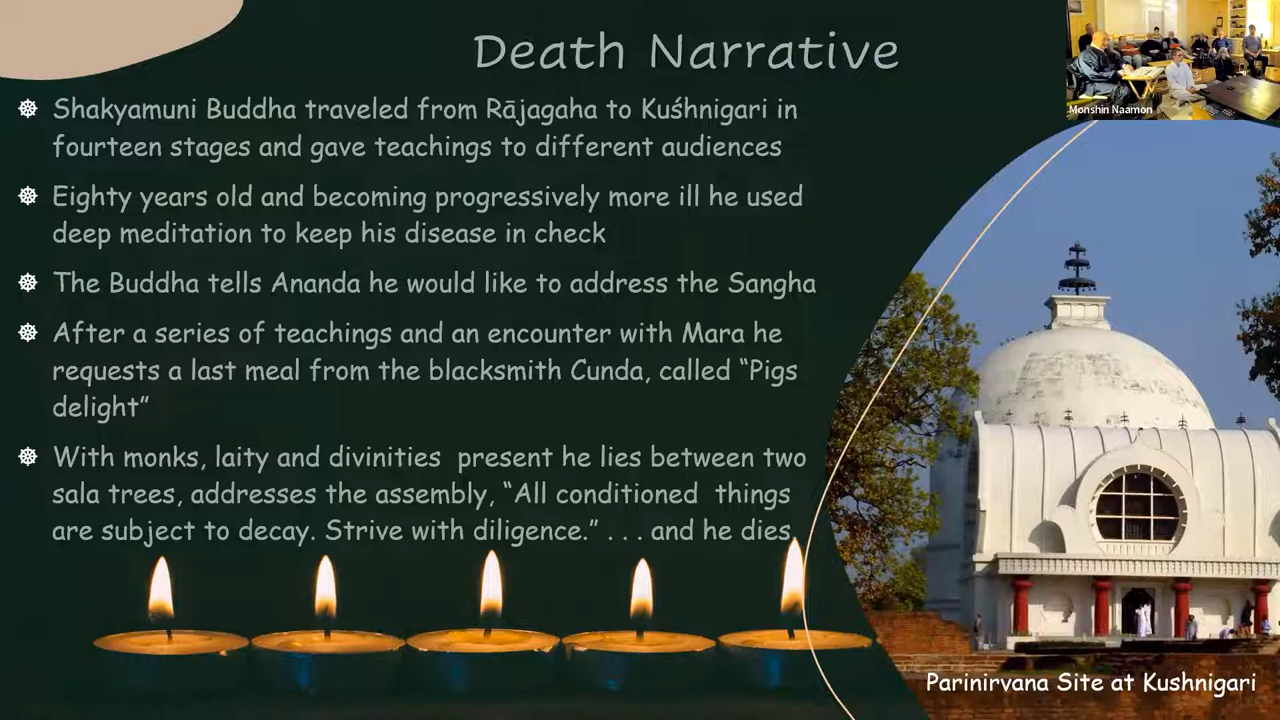 Death Narrative
Monshin Naamon
Shakyamuni Buddha traveled from Rājagaha to Kuśhnigari in
fourteen stages and gave teachings to different audiences
Eighty years old and becoming progressively more ill he used
deep meditation to keep his disease in check
The Buddha tells Ananda he would like to address the Sangha
After a series of teachings and an encounter with Mara he
requests a last meal from the blacksmith Cunda, called “Pigs
delight”
With monks, laity and divinities present he lies between two
sala trees, addresses the assembly, “All conditioned things
are subject to decay. Strive with diligence.” . . . and he dies.
Parinirvana Site at Kushnigari